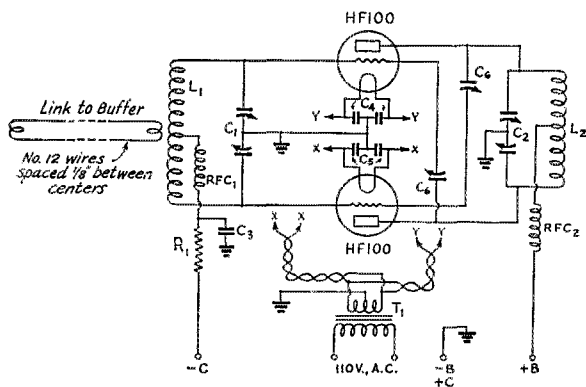 HF100
Link to Buffer
No. 12 wires
spaced 1/8" between
centers
L1
C1
RFC1
R1
C3
C4
Y
Y
X
X
C5
C6
C6
C2
L2
RFC2
HF100
X
X
Y
Y
T1
-C
110V., A.C.
-B
+C
+B